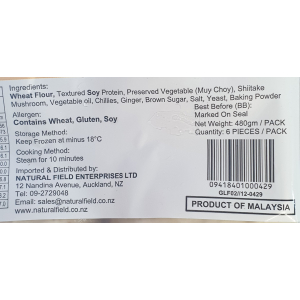 Ingredients:
Wheat Flour, Textured Soy Protein, Preserved Vegetable (Muy Choy), Shiitake
Mushroom, Vegetable oil, Chillies, Ginger, Brown Sugar, Salt, Yeast, Baking Powder
Allergen:
Contains Wheat, Gluten, Soy
Storage Method:
Keep Frozen at minus 18°C
Cooking Method:
Steam for 10 minutes
Imported & Distributed by:
NATURAL FIELD ENTERPRISES LTD
12 Nandina Avenue, Auckland, NZ
Tel: 09-2729048
Email: sales@naturalfield.co.nz
www.naturalfield.co.nz
Best Before (BB):
Marked On Seal
Net Weight: 480gm / PACK
Quantity: 6 PIECES / PACK
09418401000429
GLF02//12-0429
PRODUCT OF MALAYSIA